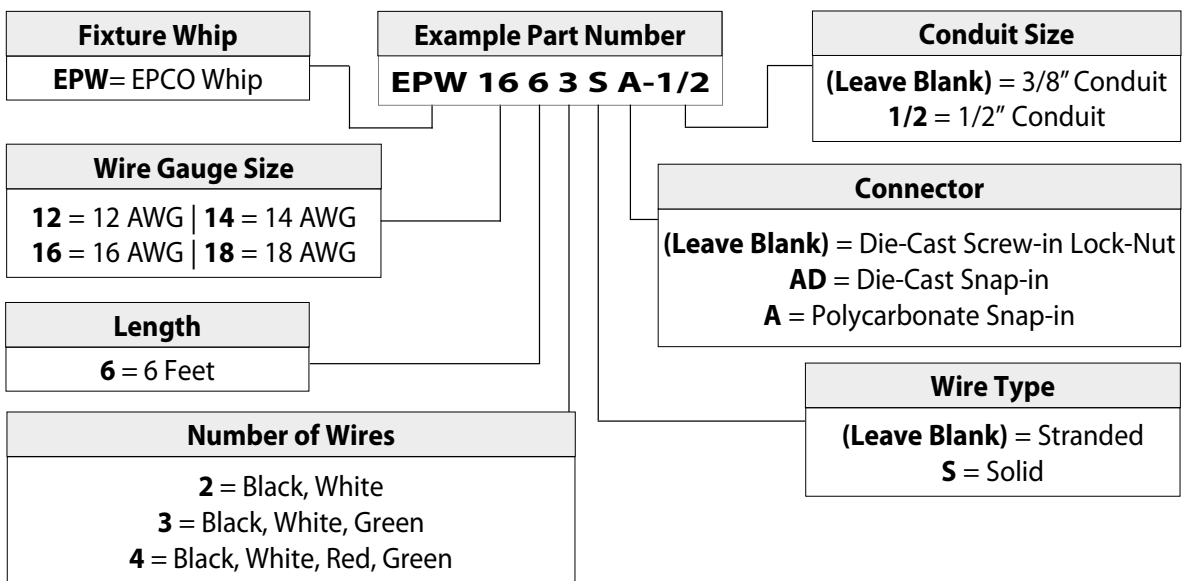 Fixture Whip
EPW= EPCO Whip
Example Part Number
EPW 16 6 3 S A-1/2
Conduit Size
(Leave Blank) = 3/8″ Conduit
1/2 = 1/2″ Conduit
Wire Gauge Size
12 = 12 AWG | 14 = 14 AWG
16 = 16 AWG | 18 = 18 AWG
Connector
(Leave Blank) = Die-Cast Screw-in Lock-Nut
AD = Die-Cast Snap-in
A = Polycarbonate Snap-in
Length
6 = 6 Feet
Wire Type
(Leave Blank) = Stranded
S = Solid
Number of Wires
2 = Black, White
3 = Black, White, Green
4 = Black, White, Red, Green